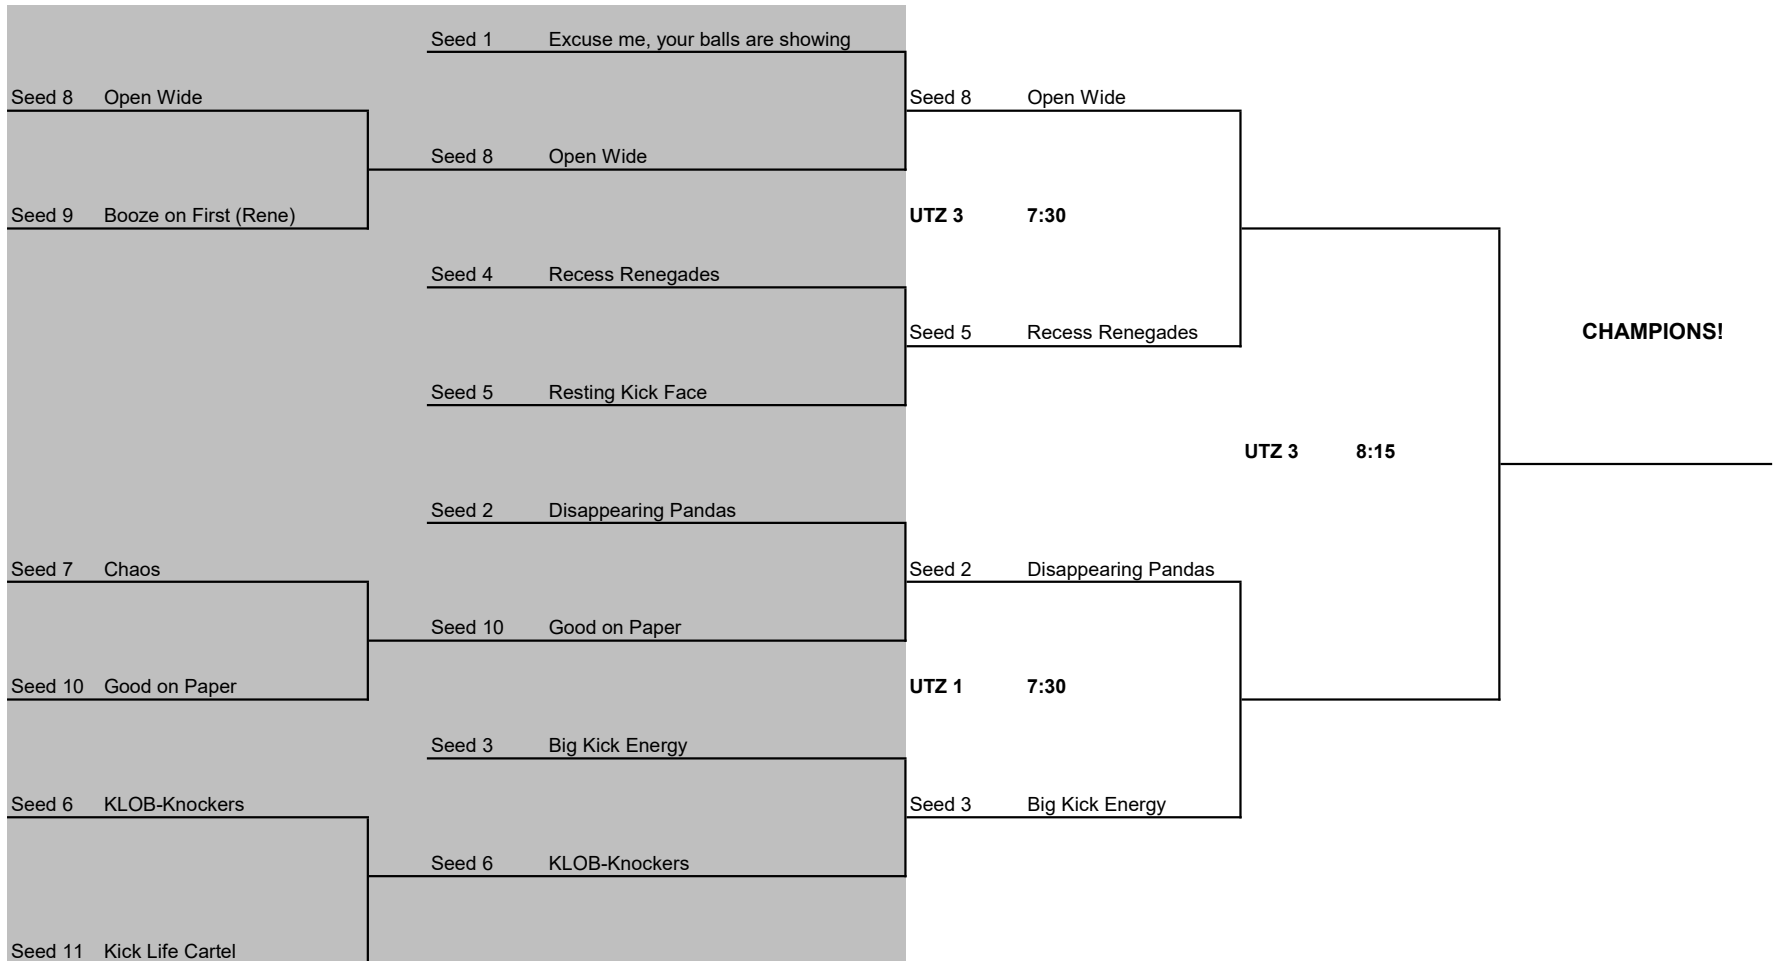 Seed 1 Excuse me, your balls are showing
Seed 8 Open Wide Seed 8 Open Wide
Seed 8 Open Wide
Seed 9 Booze on First (Rene) UTZ 3 7:30
Seed 4 Recess Renegades
Seed 5 Recess Renegades CHAMPIONS!
Seed 5 Resting Kick Face
UTZ 3 8:15
Seed 2 Disappearing Pandas
Seed 7 Chaos Seed 2 Disappearing Pandas
Seed 10 Good on Paper
Seed 10 Good on Paper UTZ 1 7:30
Seed 3 Big Kick Energy
Seed 6 KLOB-Knockers Seed 3 Big Kick Energy
Seed 6 KLOB-Knockers
Seed 11 Kick Life Cartel